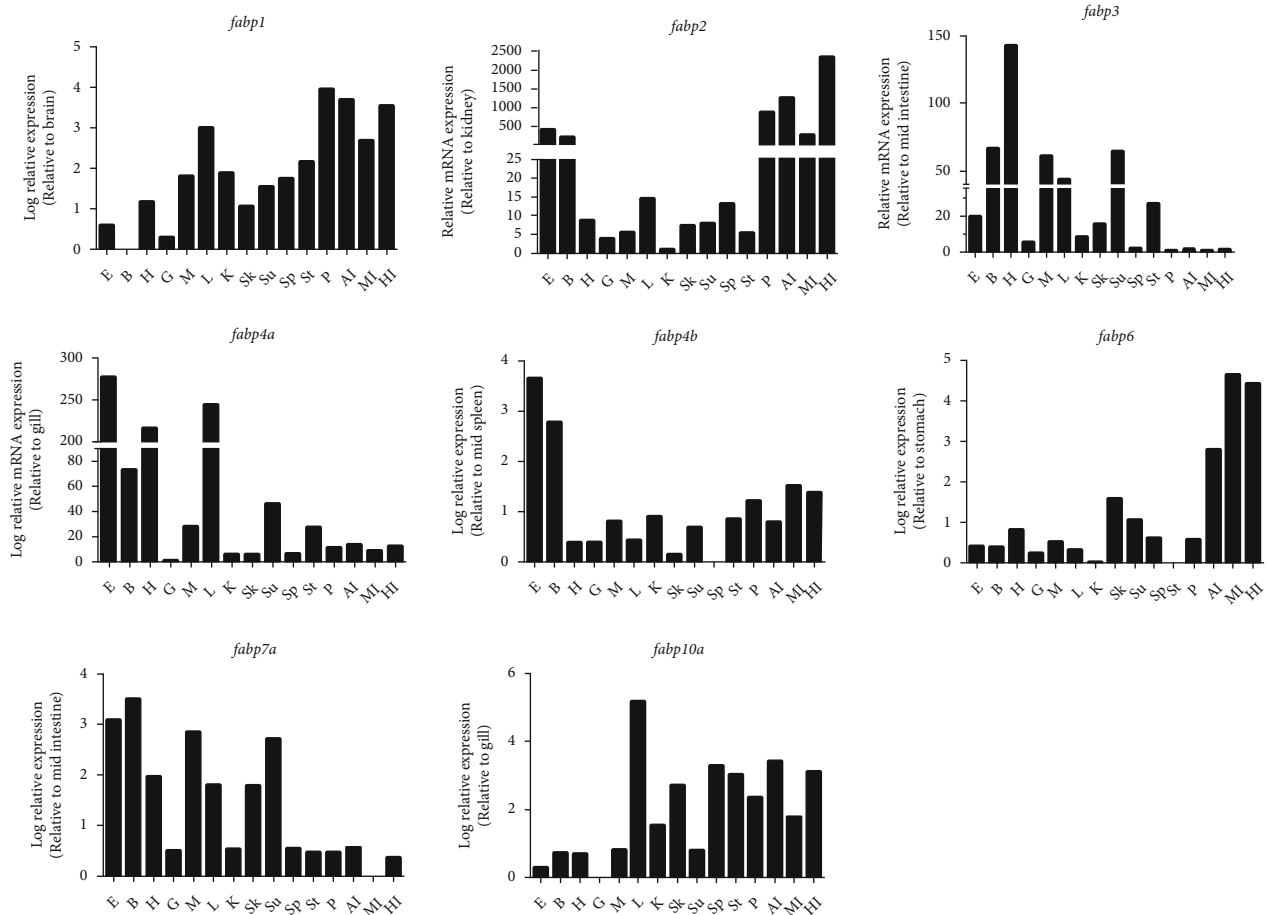 fabp1
Log relative expression
(Relative to brain)
5
4
3
2
1
0
E B H G M L K Sk Su Sp St P AI MI HI
fabp2
Relative mRNA expression
(Relative to kidney)
2500
2000
1500
1000
500
25
20
15
10
5
0
E B H G M L K Sk Su Sp St P AI MI HI
fabp3
Relative mRNA expression
(Relative to mid intestine)
150
100
50
20
0
E B H G M L K Sk Su Sp St P AI MI HI
fabp4a
Log relative mRNA expression
(Relative to gill)
300
250
200
80
60
40
20
0
E B H G M L K Sk Su Sp St P AI MI HI
fabp4b
Log relative expression
(Relative to mid spleen)
4
3
2
1
0
E B H G M L K Sk Su Sp St P AI MI HI
fabp6
Log relative expression
(Relative to stomach)
5
4
3
2
1
0
E B H G M L K Sk Su Sp St P AI MI HI
fabp7a
Log relative expression
(Relative to mid intestine)
4
3
2
1
0
E B H G M L K Sk Su Sp St P AI MI HI
fabp10a
Log relative expression
(Relative to gill)
6
4
2
0
E B H G M L K Sk Su Sp St P AI MI HI